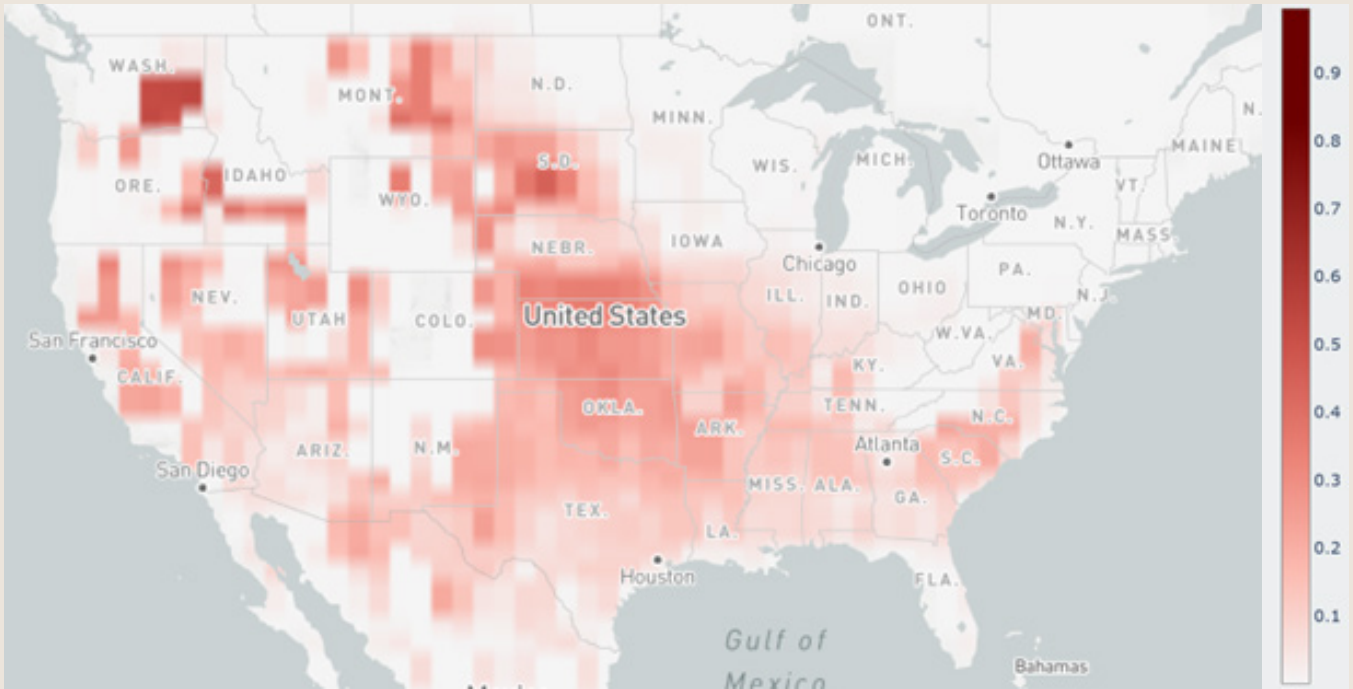 ONT.
WASH.
MONT.
N.D.
MINN.
N.
MAINE
Ottawa
WIS.
MICH.
S.D.
ORE.
IDAHO
WYO.
VT.
Toronto
N.Y.
MASS
IOWA
NEBR.
Chicago
PA.
OHIO
ILL.
IND.
N.J.
NEV.
UTAH
COLO.
United States
MD.
W.VA.
San Francisco
VA.
KY.
CALIF.
OKLA.
TENN.
N.C.
ARK.
Atlanta
ARIZ.
N.M.
S.C.
San Diego
MISS.
ALA.
GA.
TEX.
LA.
Houston
FLA.
Gulf of
Mexico
Bahamas
0.9
0.8
0.7
0.6
0.5
0.4
0.3
0.2
0.1